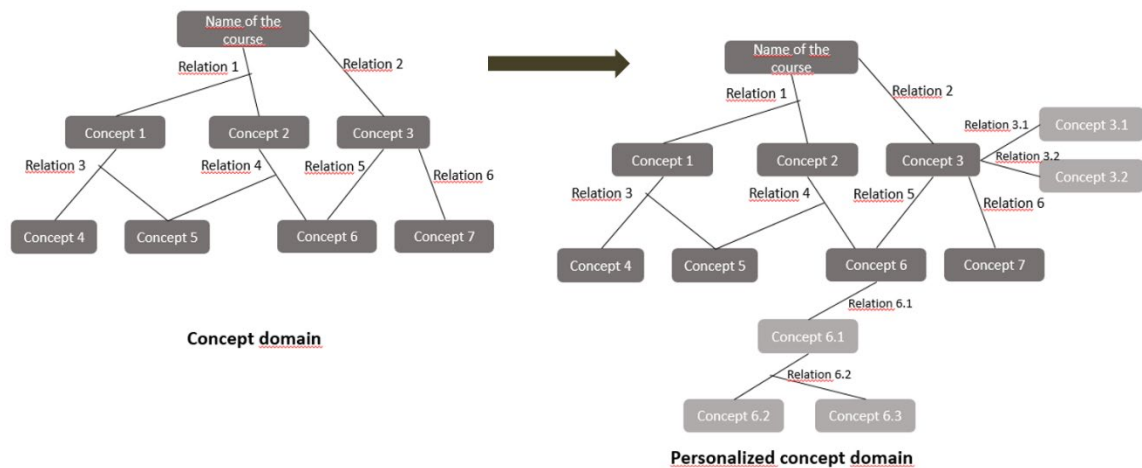 Name of the
course
Relation 1
Relation 2
Concept 1
Concept 2
Concept 3
Relation 3
Relation 4
Relation 5
Relation 6
Concept 4
Concept 5
Concept 6
Concept 7
Concept domain
Name of the
course
Relation 1
Relation 2
Concept 1
Concept 2
Concept 3
Relation 3.1
Concept 3.1
Relation 3.2
Concept 3.2
Relation 3
Relation 4
Relation 5
Relation 6
Concept 4
Concept 5
Concept 6
Concept 7
Relation 6.1
Concept 6.1
Relation 6.2
Concept 6.2
Concept 6.3
Personalized concept domain